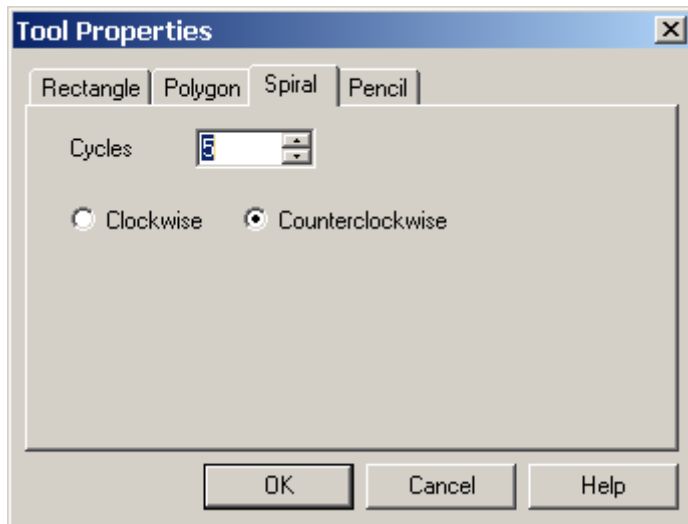 Tool Properties
Rectangle Polygon Spiral Pencil
Cycles 5
Clockwise Counterclockwise
OK Cancel Help